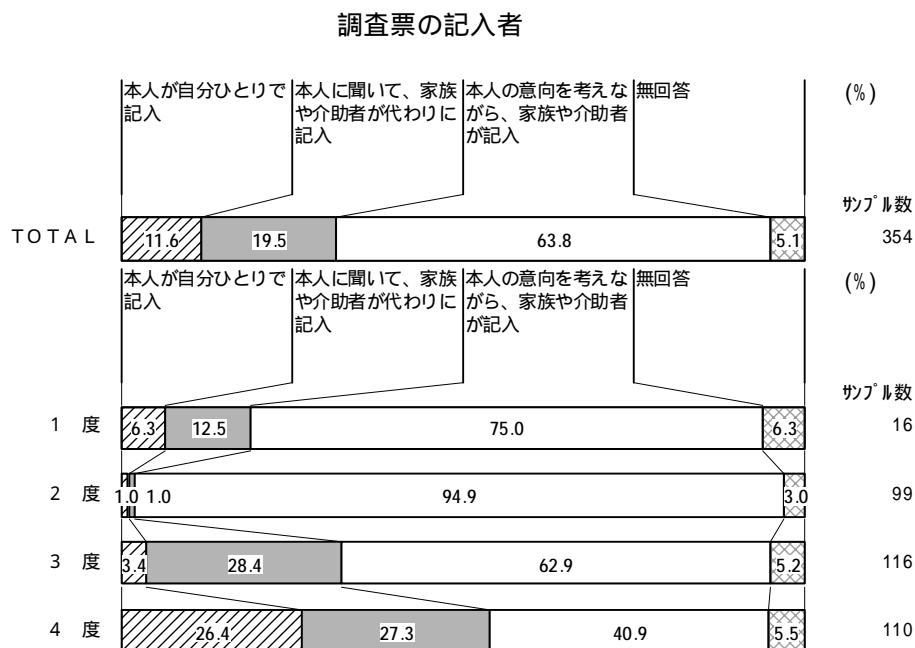 調査票の記入者
本人が自分ひとりで
記入
本人に聞いて、家族
や介助者が代わりに
記入
本人の意向を考えな
がら、家族や介助者
が記入
無回答
(%)
ｻﾝﾌﾟﾙ数
TOTAL 11.6 19.5 63.8 5.1 354
本人が自分ひとりで
記入
本人に聞いて、家族
や介助者が代わりに
記入
本人の意向を考えな
がら、家族や介助者
が記入
無回答
(%)
ｻﾝﾌﾟﾙ数
1 度 6.3 12.5 75.0 6.3 16
2 度 1.0 1.0 94.9 3.0 99
3 度 3.4 28.4 62.9 5.2 116
4 度 26.4 27.3 40.9 5.5 110